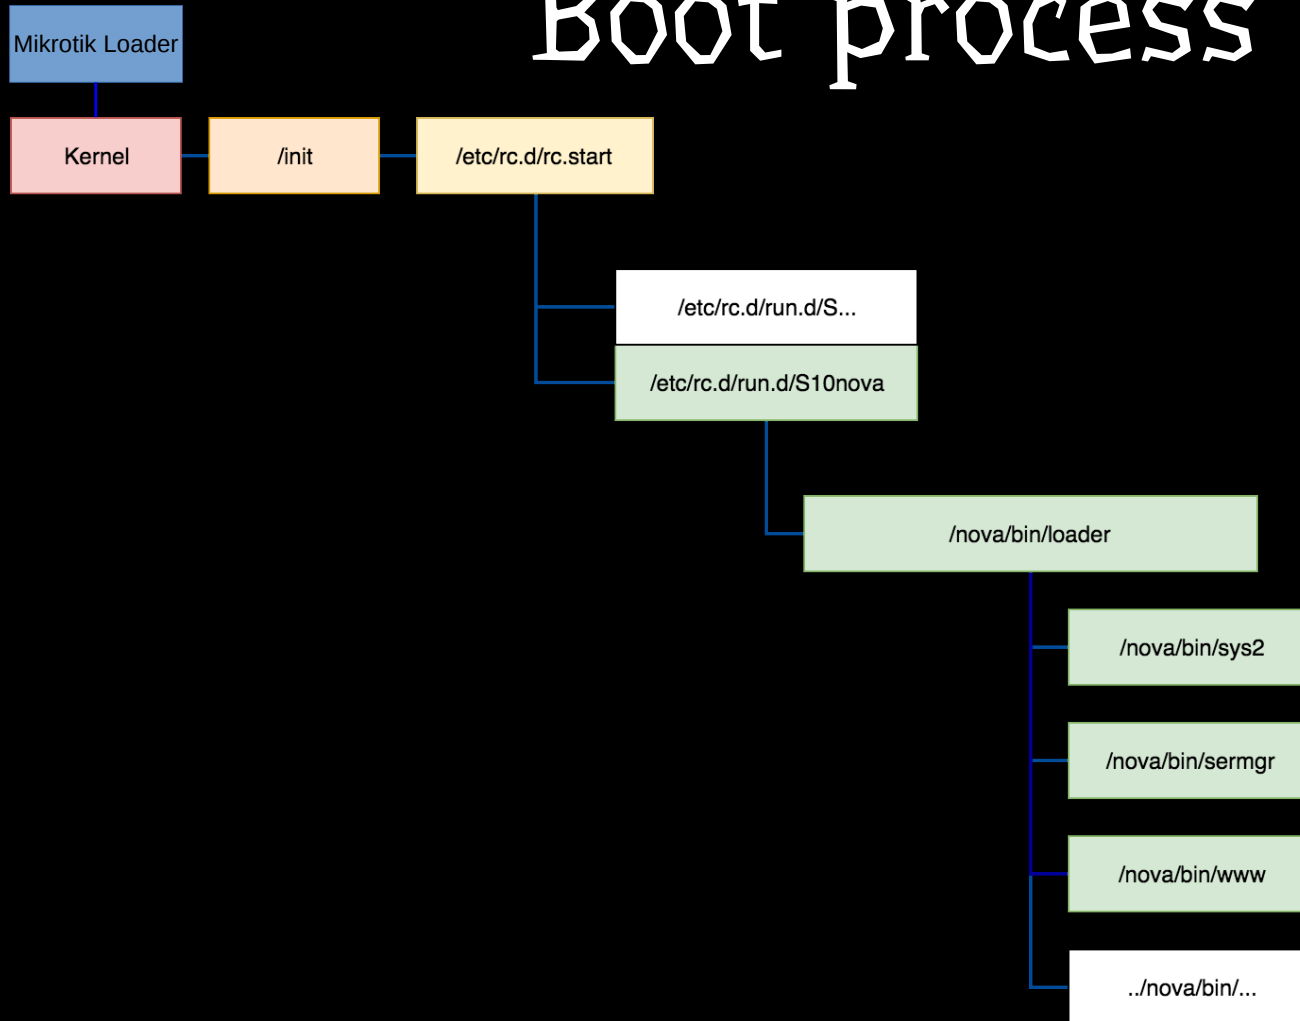 Boot process
Mikrotik Loader
Kernel
/init
/etc/rc.d/rc.start
/etc/rc.d/run.d/S...
/etc/rc.d/run.d/S10nova
/nova/bin/loader
/nova/bin/sys2
/nova/bin/sermgr
/nova/bin/www
../nova/bin/...